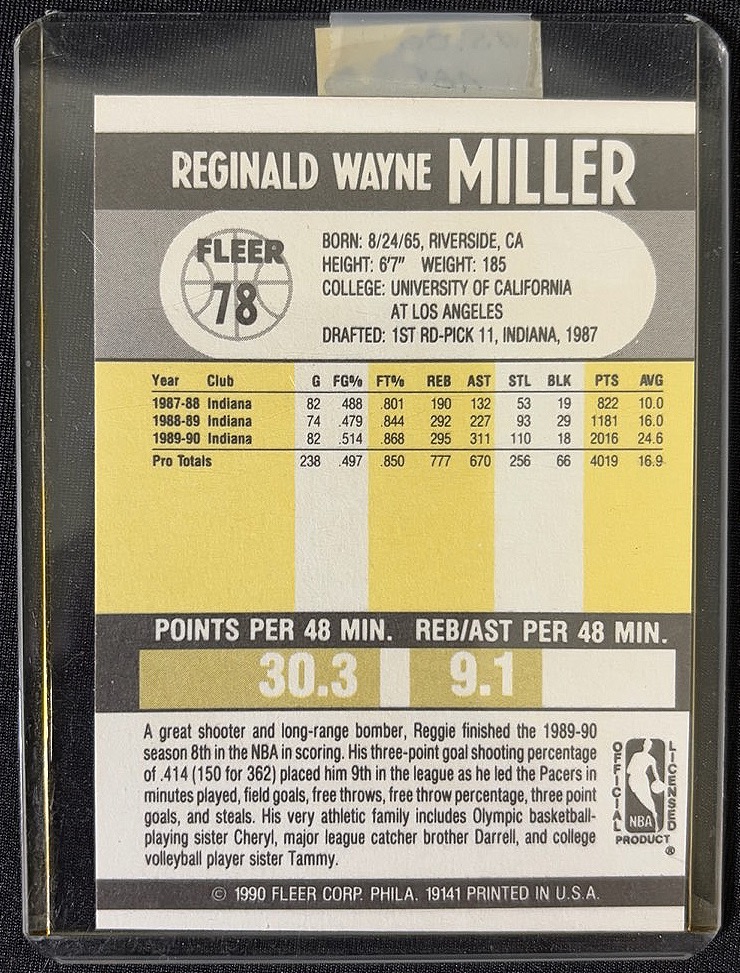 REGINALD WAYNE MILLER
FLEER
78
BORN: 8/24/65, RIVERSIDE, CA
HEIGHT: 6'7" WEIGHT: 185
COLLEGE: UNIVERSITY OF CALIFORNIA
AT LOS ANGELES
DRAFTED: 1ST RD-PICK 11, INDIANA, 1987
Year Club G FG% FT% REB AST STL BLK PTS AVG
1987-88 Indiana 82 .488 .801 190 132 53 19 822 10.0
1988-89 Indiana 74 .479 .844 292 227 93 29 1181 16.0
1989-90 Indiana 82 .514 .868 295 311 110 18 2016 24.6
Pro Totals 238 .497 .850 777 670 256 66 4019 16.9
POINTS PER 48 MIN. REB/AST PER 48 MIN.
30.3 9.1
A great shooter and long-range bomber, Reggie finished the 1989-90
season 8th in the NBA in scoring. His three-point goal shooting percentage
of .414 (150 for 362) placed him 9th in the league as he led the Pacers in
minutes played, field goals, free throws, free throw percentage, three point
goals, and steals. His very athletic family includes Olympic basketball-
playing sister Cheryl, major league catcher brother Darrell, and college
volleyball player sister Tammy.
OFFICIAL
LICENSED
NBA
PRODUCT
®
© 1990 FLEER CORP. PHILA. 19141 PRINTED IN U.S.A.